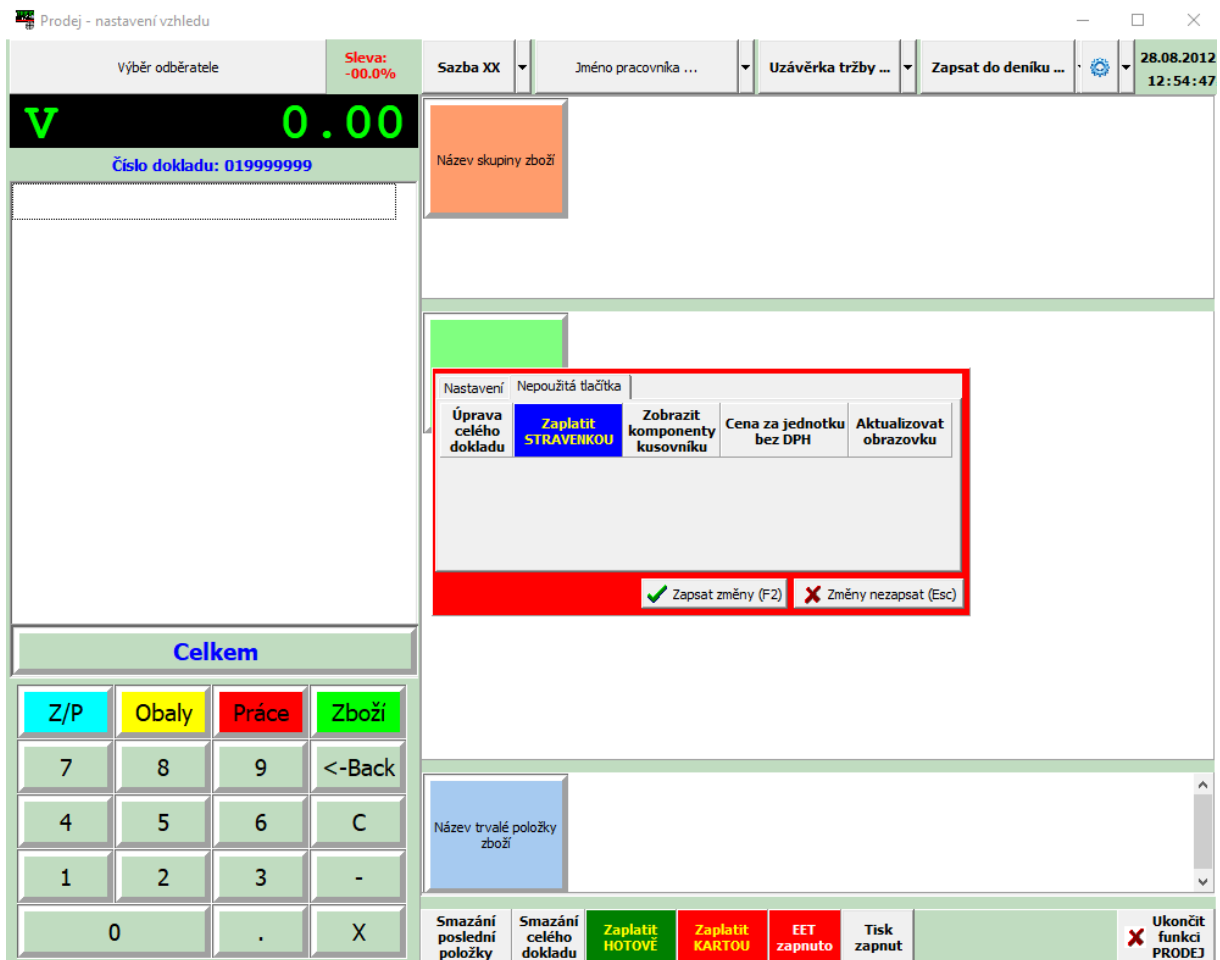 Prodej - nastavení vzhledu
Výběr odběratele
Sleva:
-00.0%
Sazba XX
Jméno pracovníka ...
Uzávěrka tržby ...
Zapsat do deníku ...
28.08.2012
12:54:47
V 0.00
Číslo dokladu: 019999999
Název skupiny zboží
Nastavení
Nepoužitá tlačítka
Úprava
celého
dokladu
Zaplatit
STRAVENKOU
Zobrazit
komponenty
kusovníku
Cena za jednotku
bez DPH
Aktualizovat
obrazovku
Zapsat změny (F2)
Změny nezapsat (Esc)
Celkem
Z/P
Obaly
Práce
Zboží
7
8
9
<-Back
4
5
6
C
1
2
3
-
0
.
X
Název trvalé položky
zboží
Smazání
poslední
položky
Smazání
celého
dokladu
Zaplatit
HOTOVĚ
Zaplatit
KARTOU
EET
zapnuto
Tisk
zapnut
Ukončit
funkci
PRODEJ